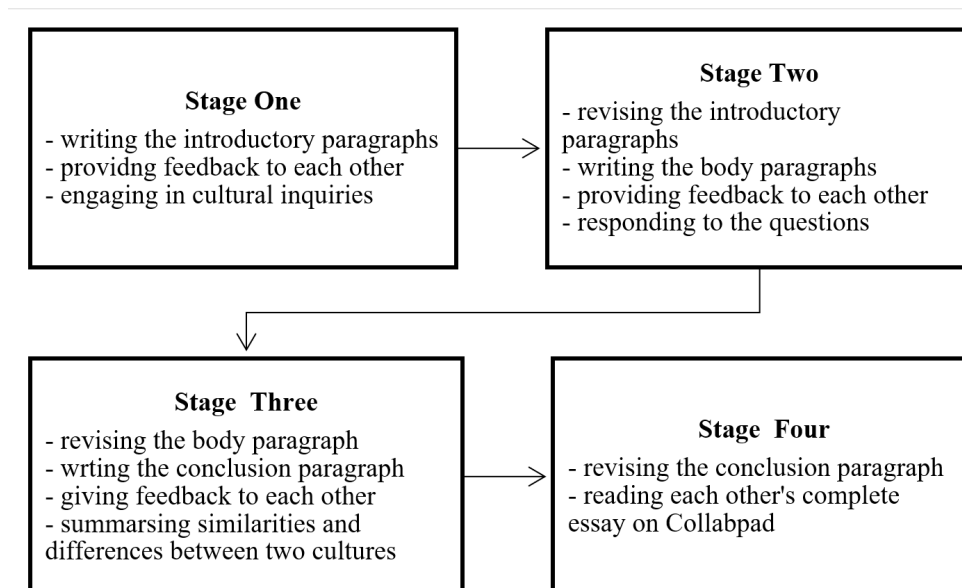 Stage One
- writing the introductory paragraphs
- providng feedback to each other
- engaging in cultural inquiries
Stage Two
- revising the introductory
paragraphs
- writing the body paragraphs
- providing feedback to each other
- responding to the questions
Stage Three
- revising the body paragraph
- wrting the conclusion paragraph
- giving feedback to each other
- summarsing similarities and
differences between two cultures
Stage Four
- revising the conclusion paragraph
- reading each other's complete
essay on Collabpad